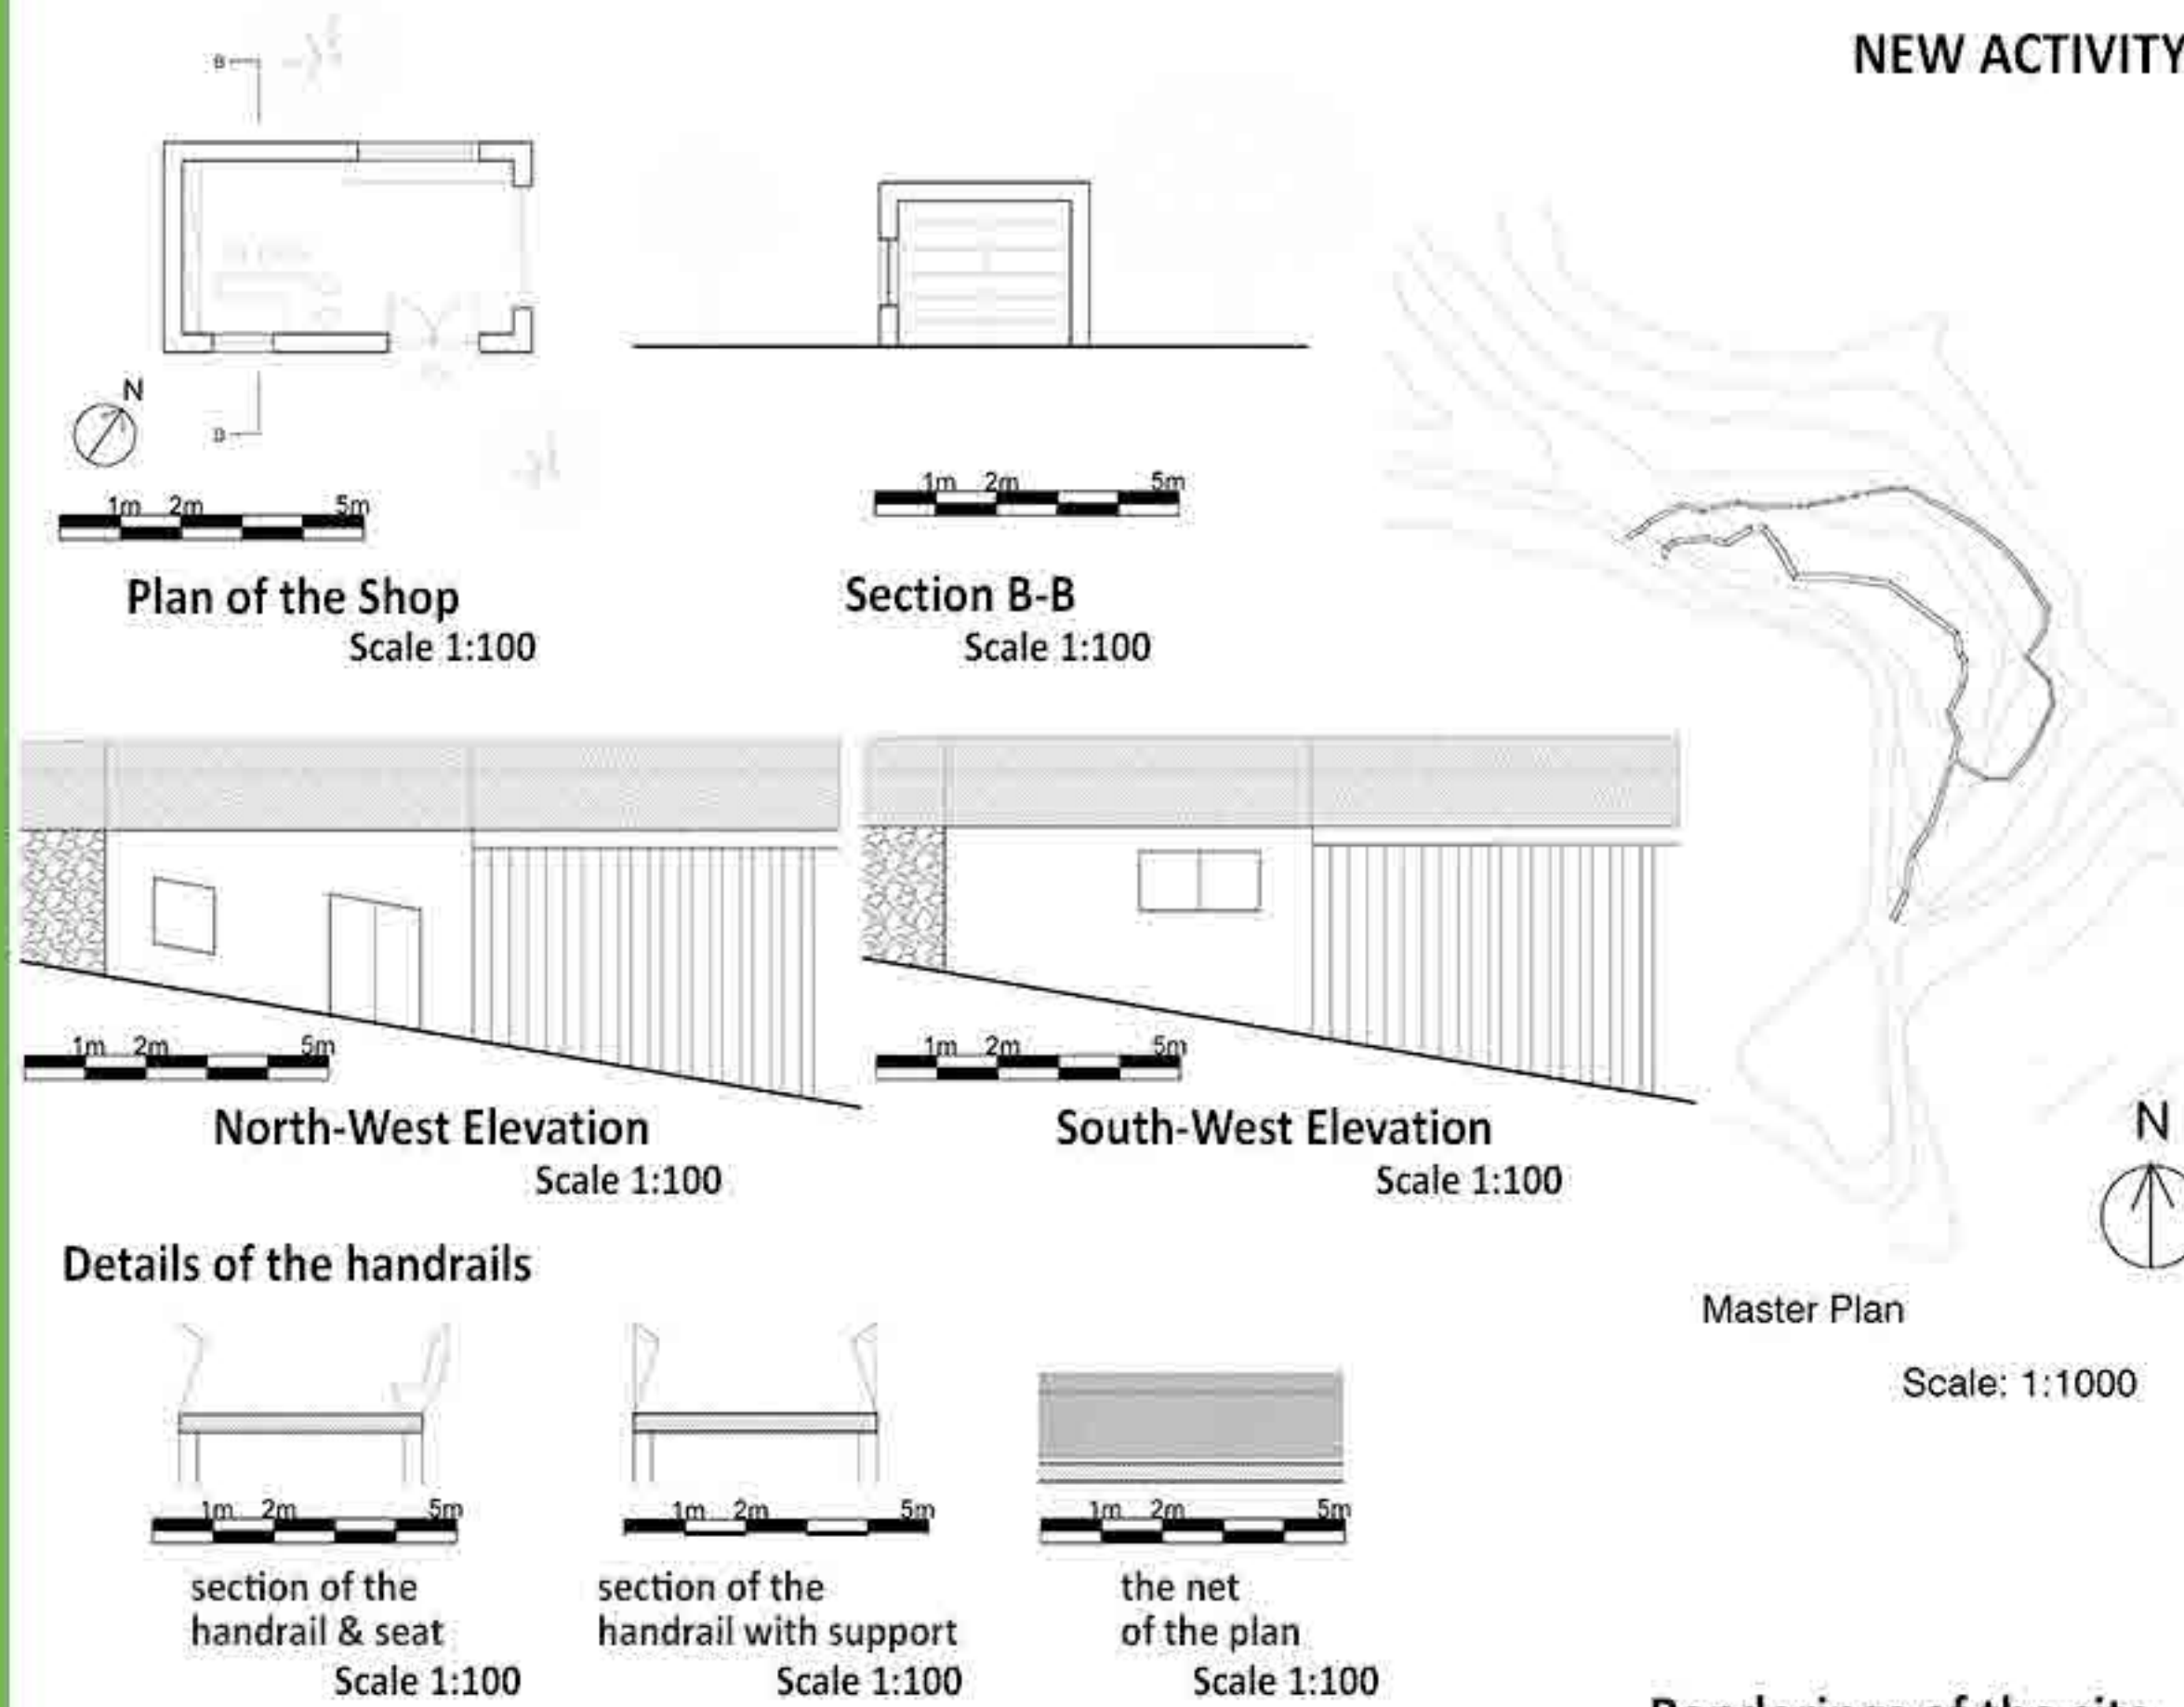 NEW ACTIVITY
B
B
N
1m 2m 5m
Plan of the Shop
Scale 1:100
1m 2m 5m
Section B-B
Scale 1:100
1m 2m 5m
North-West Elevation
Scale 1:100
1m 2m 5m
South-West Elevation
Scale 1:100
N
Master Plan
Scale: 1:1000
Details of the handrails
1m 2m 5m
section of the
handrail & seat
Scale 1:100
1m 2m 5m
section of the
handrail with support
Scale 1:100
1m 2m 5m
the net
of the plan
Scale 1:100